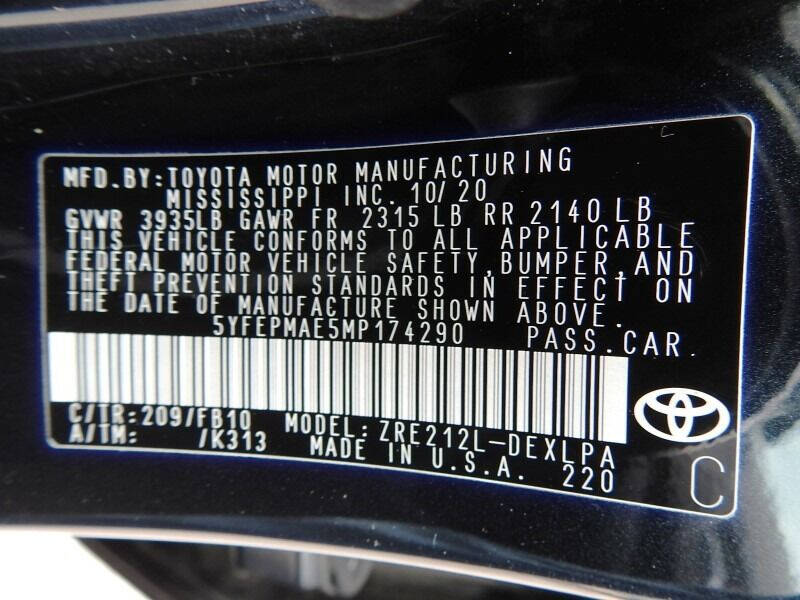 MFD.BY:TOYOTA MOTOR MANUFACTURING
MISSISSIPPI INC. 10/20
GVWR 3935LB GAWR FR 2315 LB RR 2140 LB
THIS VEHICLE CONFORMS TO ALL APPLICABLE
FEDERAL MOTOR VEHICLE SAFETY, BUMPER, AND
THEFT PREVENTION STANDARDS IN EFFECT ON
THE DATE OF MANUFACTURE SHOWN ABOVE.
5YFEPMAE5MP174290 PASS.CAR.
C/TR:209/FB10 MODEL:ZRE212L-DEXLPA
A/TM: /K313 MADE IN U.S.A. 220
C